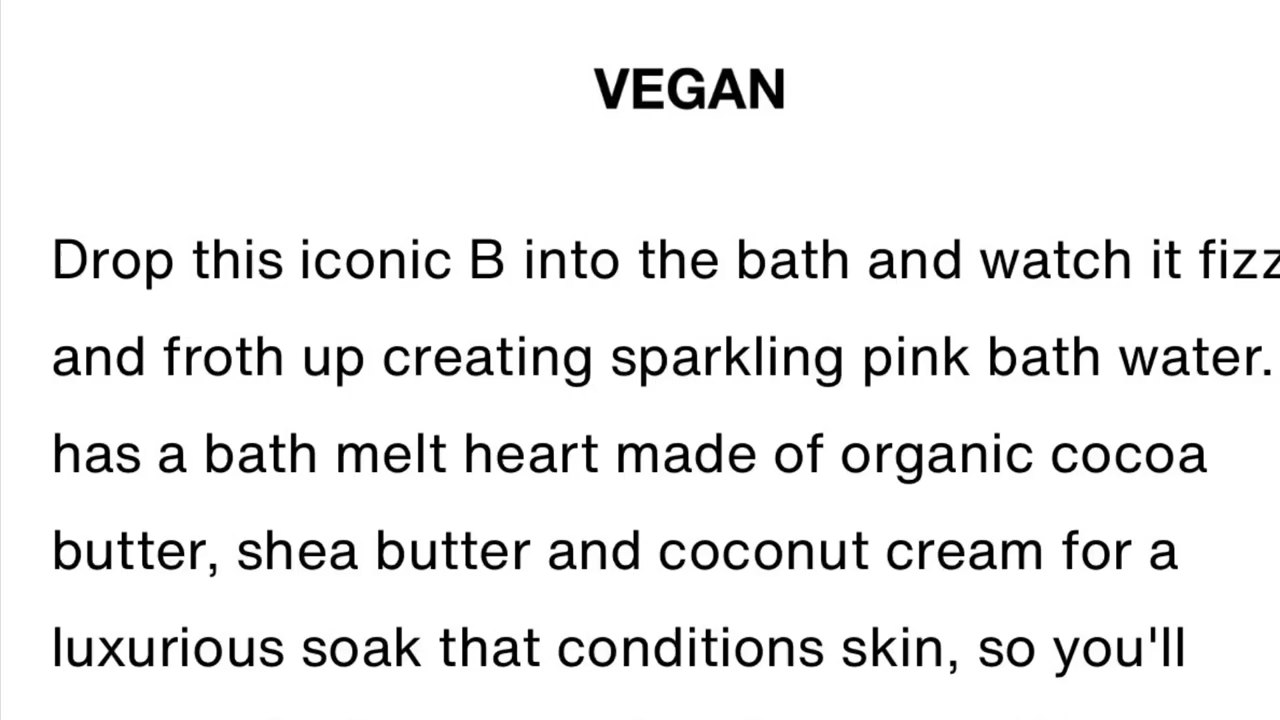 VEGAN
Drop this iconic B into the bath and watch it fizz
and froth up creating sparkling pink bath water.
has a bath melt heart made of organic cocoa
butter, shea butter and coconut cream for a
luxurious soak that conditions skin, so you'll